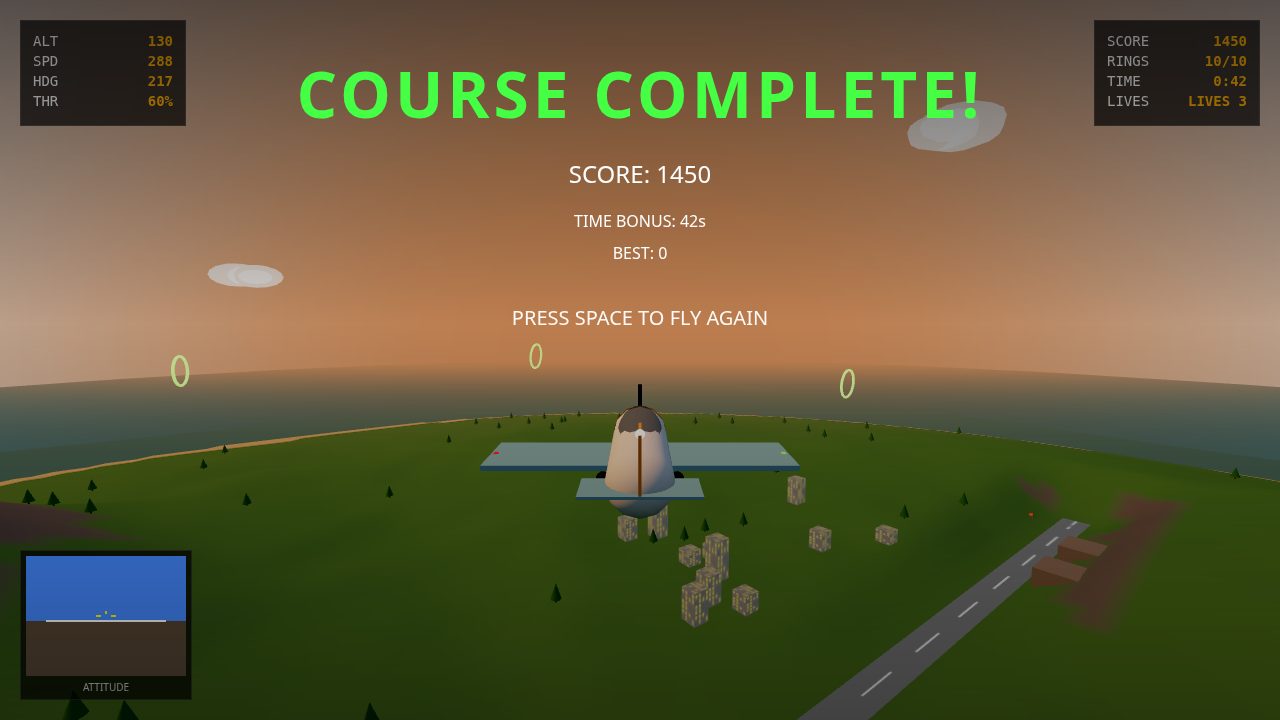 ALT 130
SPD 288
HDG 217
THR 60%
COURSE COMPLETE!
SCORE 1450
RINGS 10/10
TIME 0:42
LIVES LIVES 3
SCORE: 1450
TIME BONUS: 42s
BEST: 0
PRESS SPACE TO FLY AGAIN
ATTITUDE